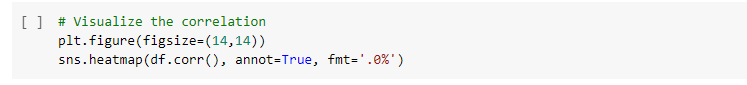 [ ] # Visualize the correlation
plt.figure(figsize=(14,14))
sns.heatmap(df.corr(), annot=True, fmt='.0%')